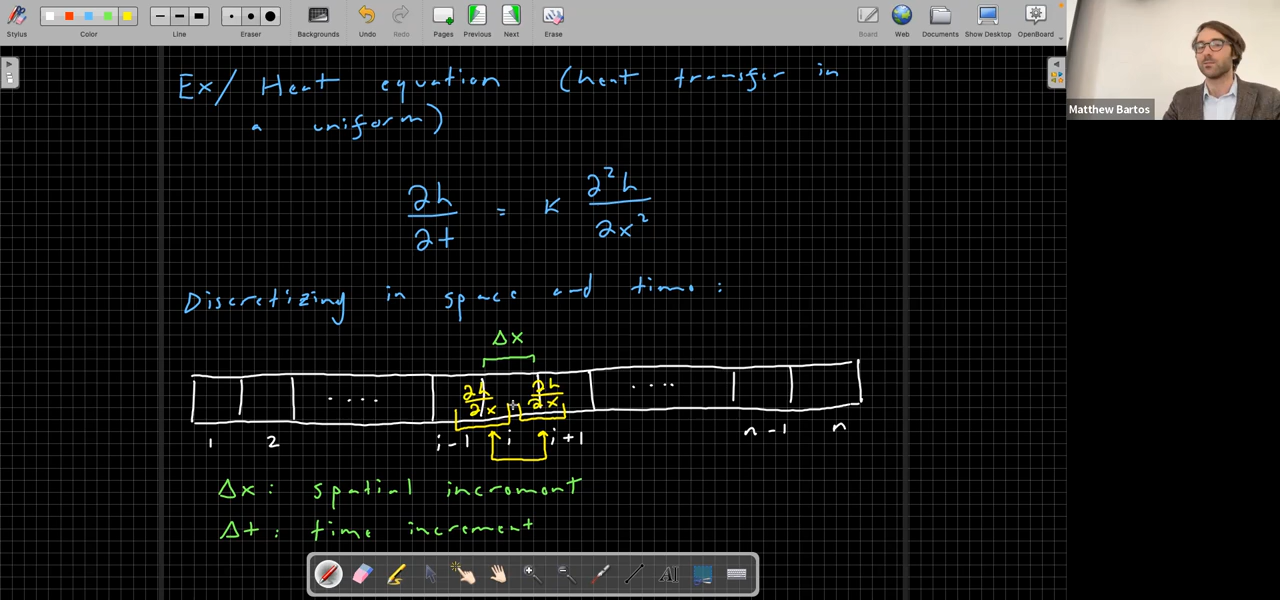 Stylus Color Line Eraser Backgrounds Undo Redo Pages Previous Next Erase Board Web Documents Show Desktop OpenBoard
Matthew Bartos
Ex/ Heat equation (heat transfer in
a uniform)
∂h/∂t = K ∂²h/∂x²
Discretizing in space and time:
Δx
∂h/∂x ∂h/∂x
.... ....
1 2 i-1 i i+1 n-1 n
Δx: spatial increment
Δt: time increment
AI